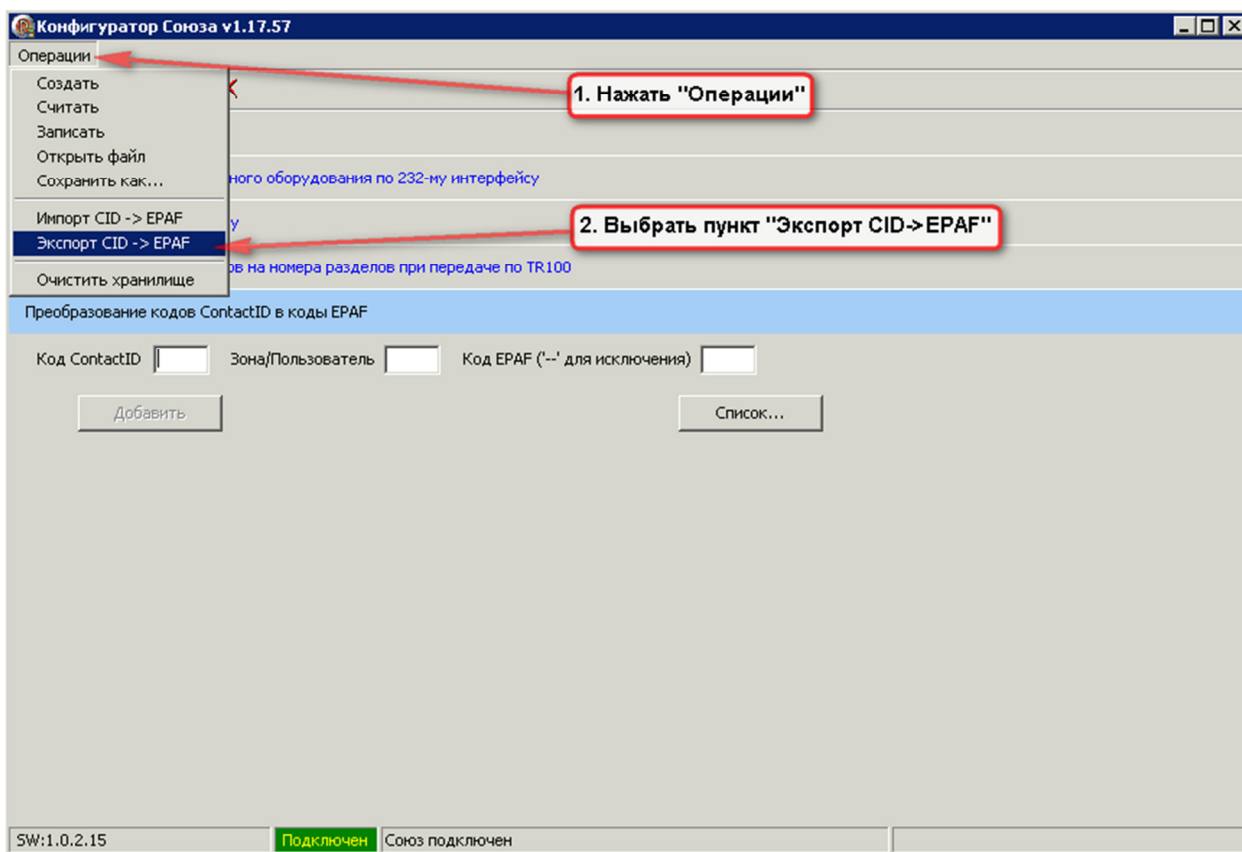 Конфигуратор Союза v1.17.57
Операции
1. Нажать "Операции"
Создать
Считать
Записать
Открыть файл
Сохранить как...
ного оборудования по 232-му интерфейсу
Импорт CID -> EPAF
у
2. Выбрать пункт "Экспорт CID->EPAF"
Экспорт CID -> EPAF
ов на номера разделов при передаче по TR100
Очистить хранилище
Преобразование кодов ContactID в коды EPAF
Код ContactID Зона/Пользователь Код EPAF ('--' для исключения)
Добавить Список...
SW:1.0.2.15 Подключен Союз подключен